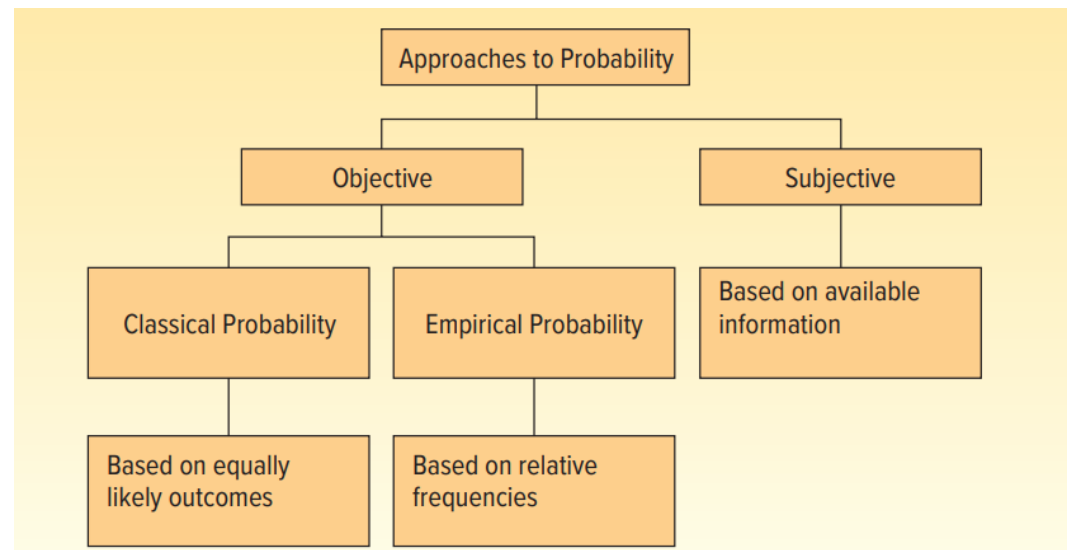 Approaches to Probability
Objective
Subjective
Classical Probability
Empirical Probability
Based on available
information
Based on equally
likely outcomes
Based on relative
frequencies